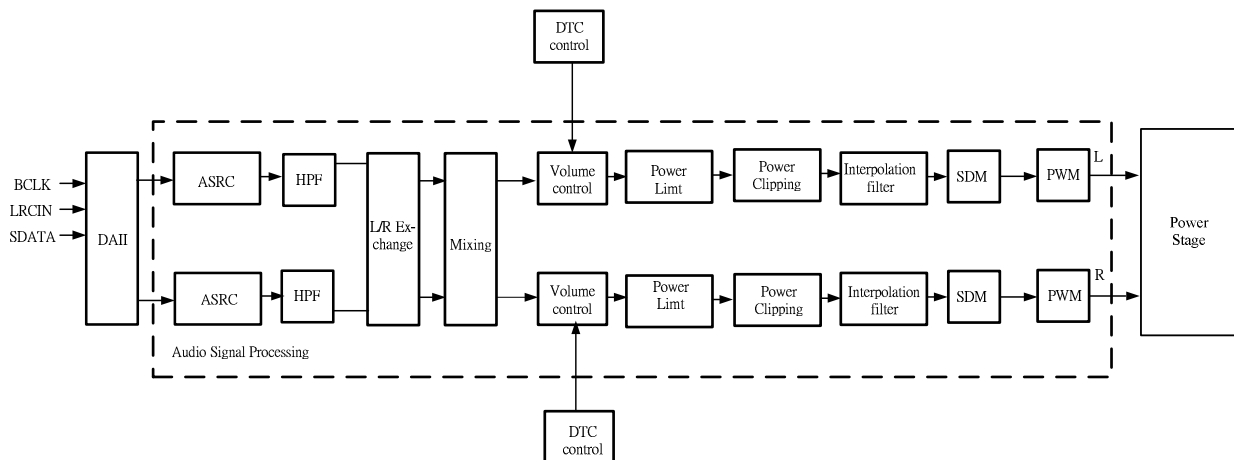 DTC
control
BCLK
LRCIN
SDATA
DAII
ASRC
HPF
L/R Ex-
change
Mixing
Volume
control
Power
Limt
Power
Clipping
Interpolation
filter
SDM
PWM
L
Power
Stage
ASRC
HPF
Volume
control
Power
Limt
Power
Clipping
Interpolation
filter
SDM
PWM
R
Audio Signal Processing
DTC
control